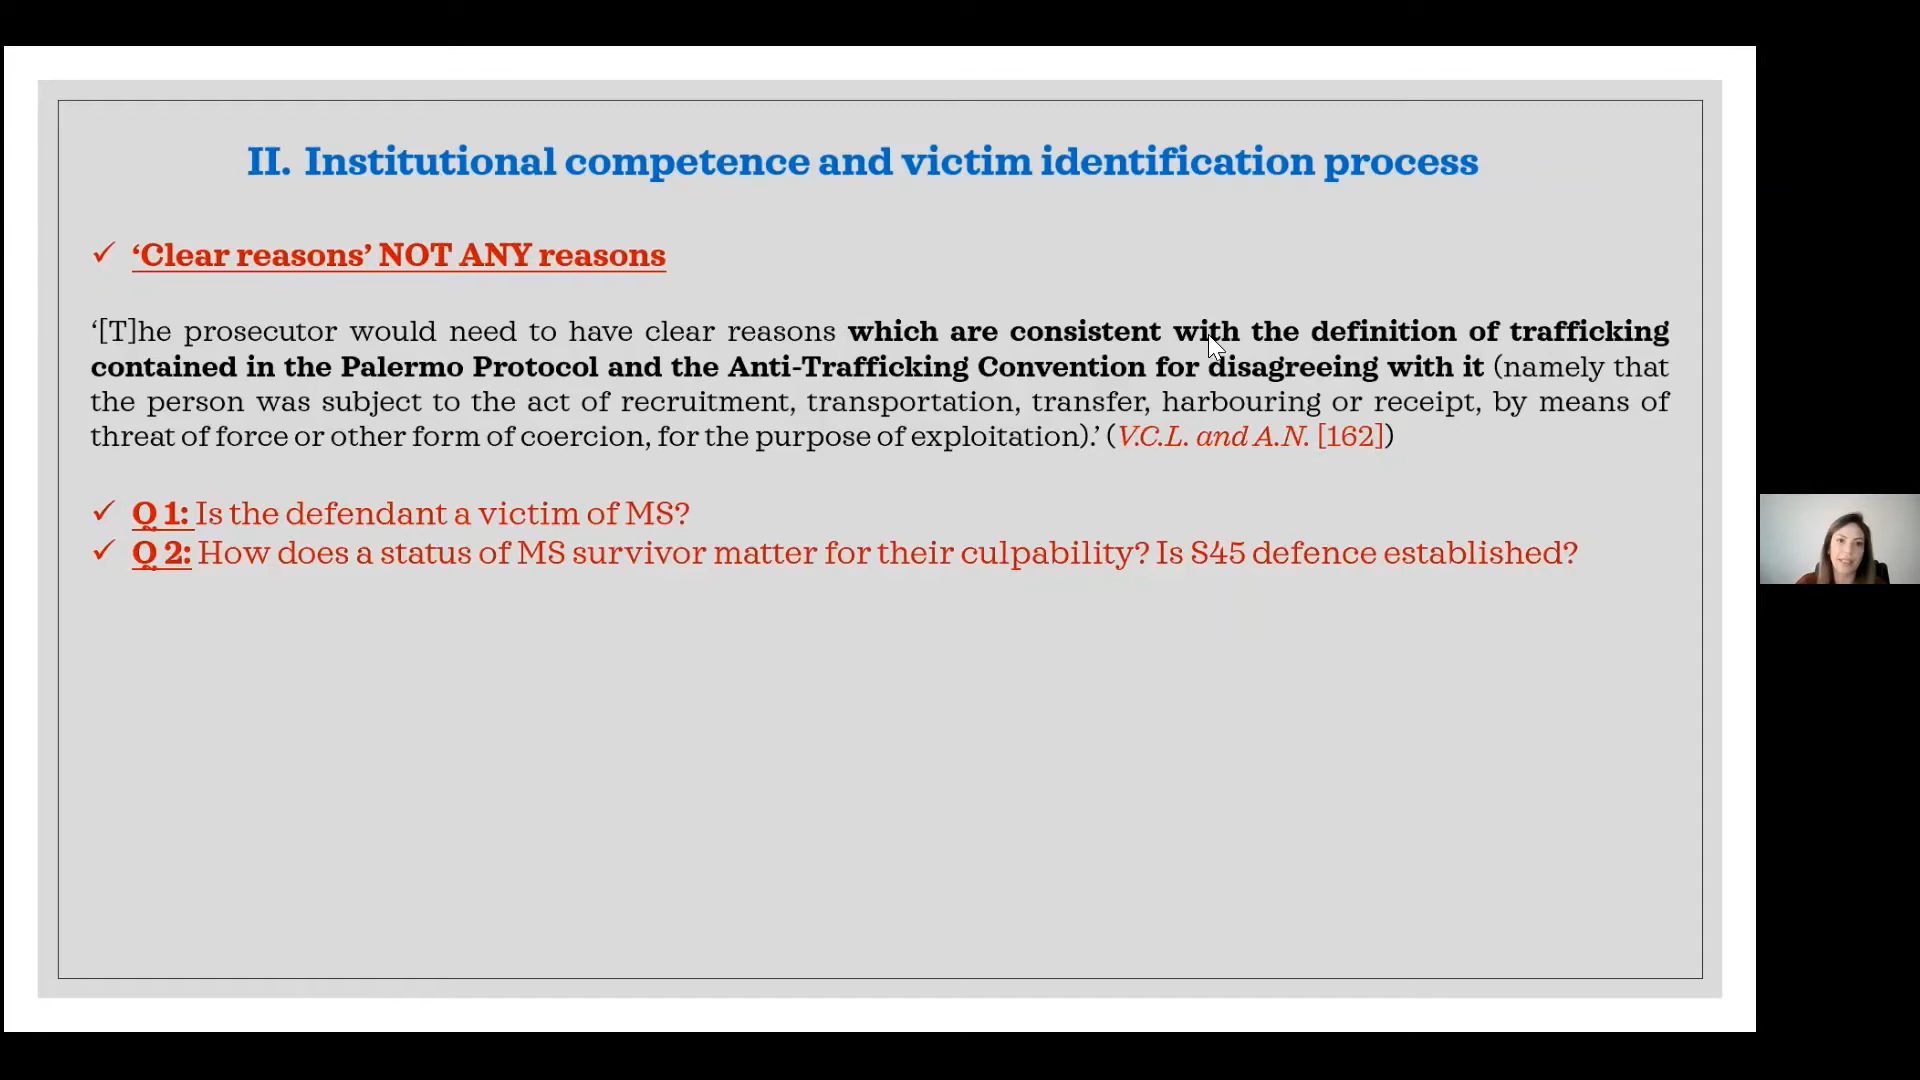 II. Institutional competence and victim identification process
✓ ‘Clear reasons’ NOT ANY reasons
‘[T]he prosecutor would need to have clear reasons which are consistent with the definition of trafficking
contained in the Palermo Protocol and the Anti-Trafficking Convention for disagreeing with it (namely that
the person was subject to the act of recruitment, transportation, transfer, harbouring or receipt, by means of
threat of force or other form of coercion, for the purpose of exploitation).’ (V.C.L. and A.N. [162])
✓ Q 1: Is the defendant a victim of MS?
✓ Q 2: How does a status of MS survivor matter for their culpability? Is S45 defence established?